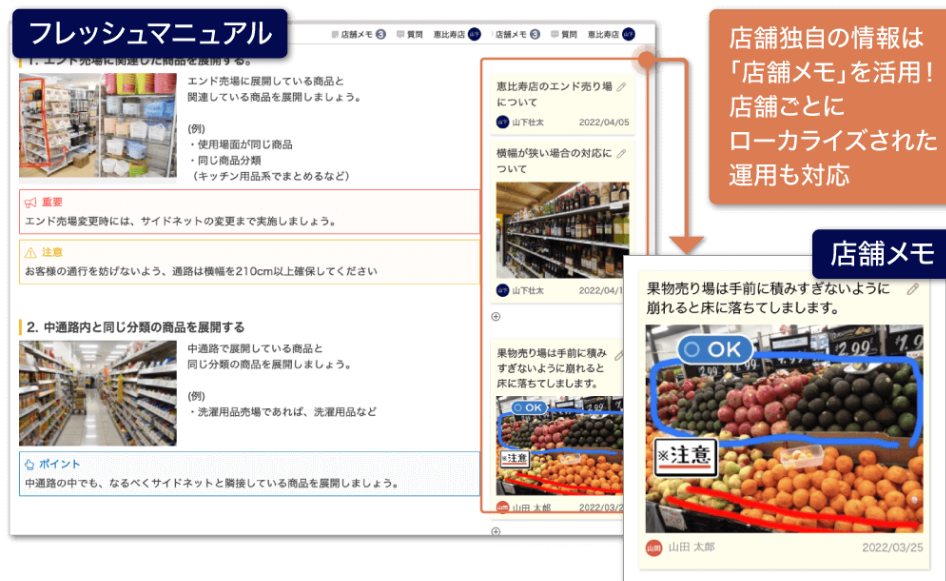 フレッシュマニュアル
店舗メモ 3 質問 恵比寿店 山下
店舗メモ 3 質問 恵比寿店 山下
1. エンド売場に関連した商品を展開する。
エンド売場に展開している商品と
関連している商品を展開しましょう。
(例)
・使用場面が同じ商品
・同じ商品分類
(キッチン用品系でまとめるなど)
重要
エンド売場変更時には、サイドネットの変更まで実施しましょう。
注意
お客様の通行を妨げないよう、通路は横幅を210cm以上確保してください
2. 中通路内と同じ分類の商品を展開する
中通路で展開している商品と
同じ分類の商品を展開しましょう。
(例)
・洗濯用品売場であれば、洗濯用品など
ポイント
中通路の中でも、なるべくサイドネットと隣接している商品を展開しましょう。
恵比寿店のエンド売り場
について
山下 山下壮太 2022/04/05
横幅が狭い場合の対応に
ついて
山下 山下壮太 2022/04/1
果物売り場は手前に積み
すぎないように崩れると
床に落ちてしまします。
OK
※注意
山田 山田 太郎 2022/03/2
店舗独自の情報は
「店舗メモ」を活用!
店舗ごとに
ローカライズされた
運用も対応
店舗メモ
果物売り場は手前に積みすぎないように
崩れると床に落ちてしまします。
OK
2.99
※注意
山田 山田 太郎 2022/03/25